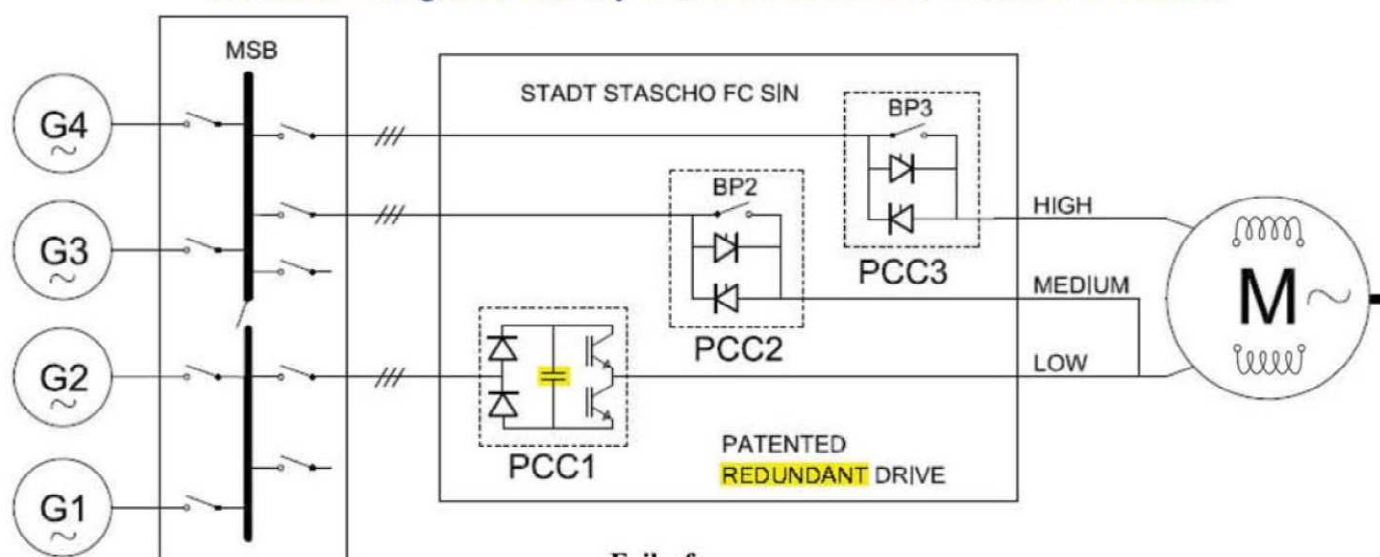 MSB
STADT STASCHO FC SIN
BP3
G4
BP2
HIGH
G3
PCC3
MEDIUM
M
PCC2
G2
LOW
PCC1
PATENTED
REDUNDANT DRIVE
G1